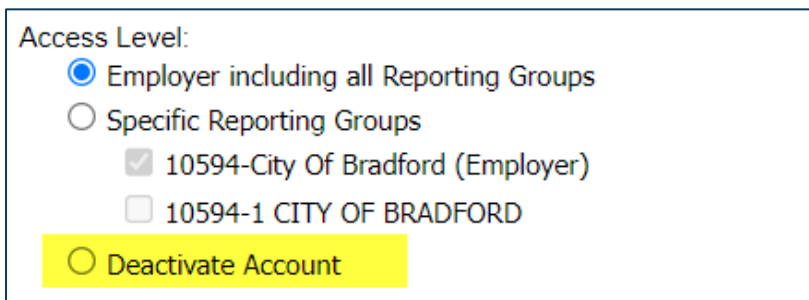 Access Level:
Employer including all Reporting Groups
Specific Reporting Groups
10594-City Of Bradford (Employer)
10594-1 CITY OF BRADFORD
Deactivate Account